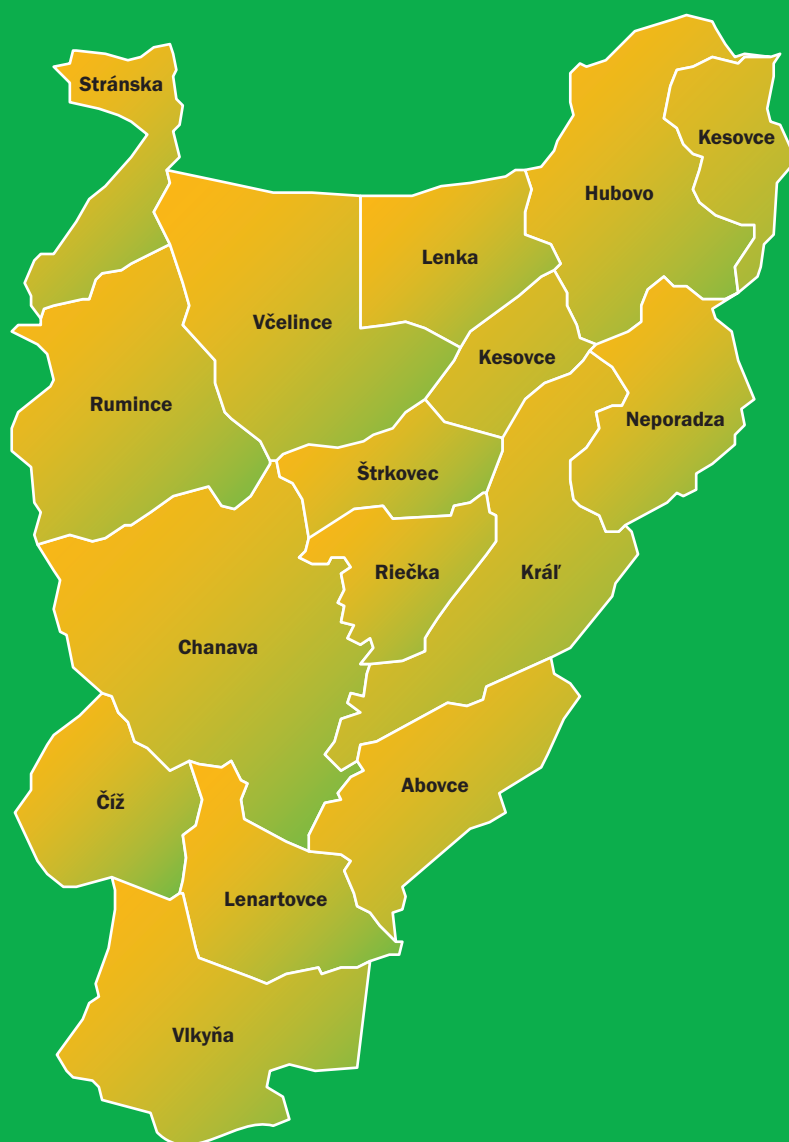 Stránska
Kesovce
Hubovo
Lenka
Včelince
Kesovce
Rumince
Neporadza
Štrkovec
Riečka
Kráľ
Chanava
Abovce
Číž
Lenartovce
Vlkyňa